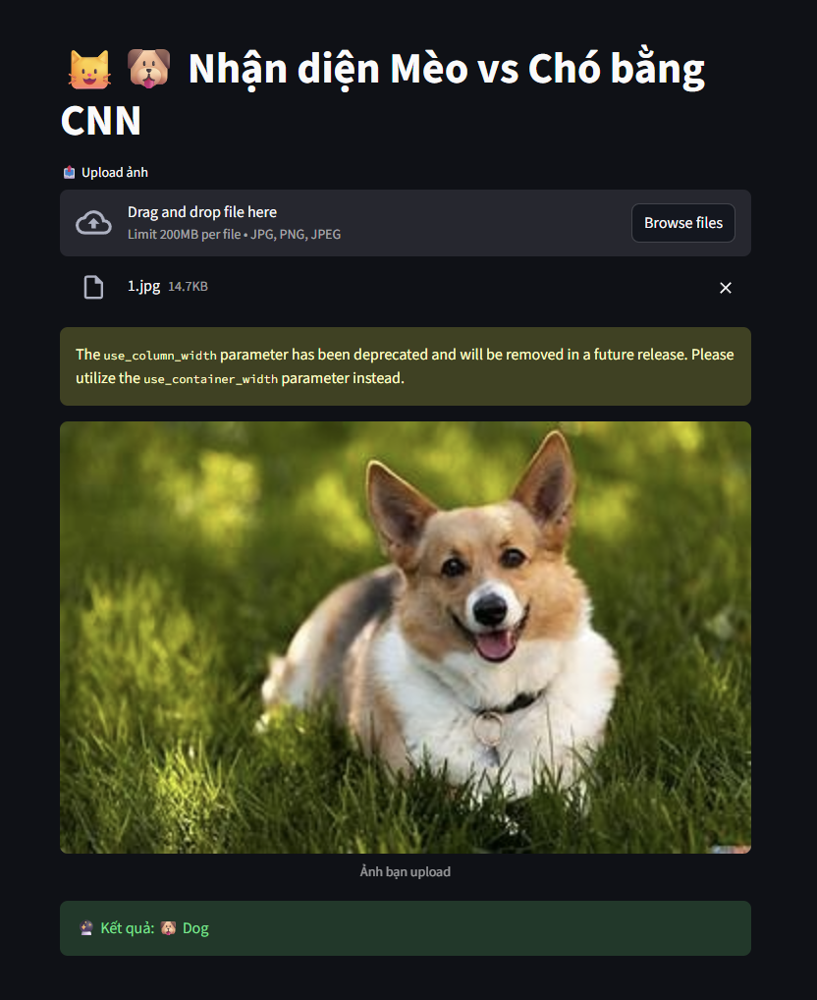 😺 🐶 Nhận diện Mèo vs Chó bằng
CNN
📤 Upload ảnh
Drag and drop file here
Limit 200MB per file • JPG, PNG, JPEG
Browse files
1.jpg 14.7KB
The use_column_width parameter has been deprecated and will be removed in a future release. Please
utilize the use_container_width parameter instead.
Ảnh bạn upload
🔮 Kết quả: 🐶 Dog